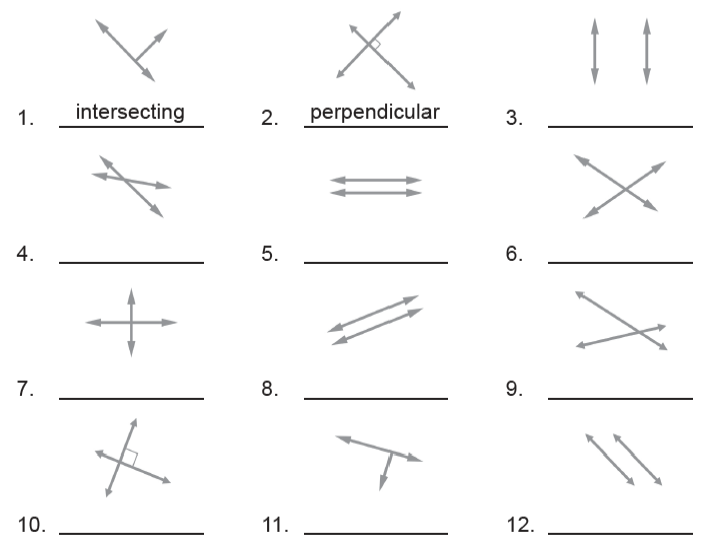 1. intersecting 2. perpendicular 3.
4. 5. 6.
7. 8. 9.
10. 11. 12.